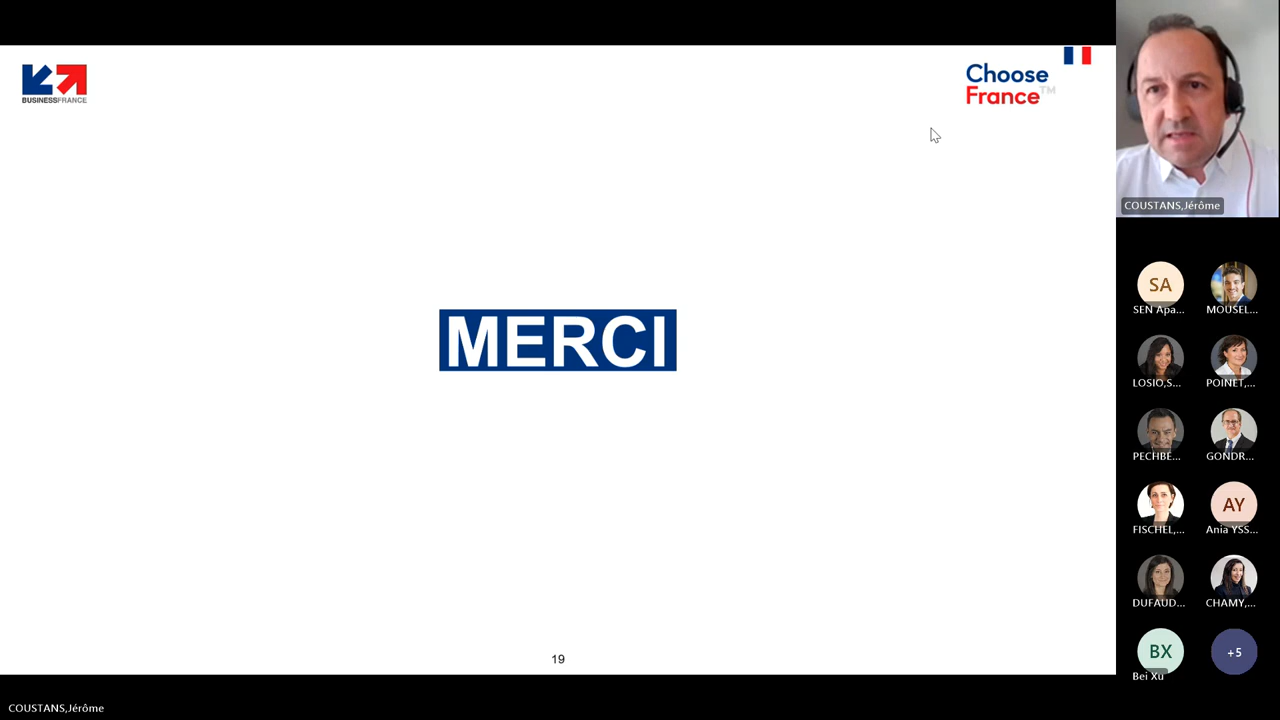 BUSINESSFRANCE
Choose
France™
MERCI
19
COUSTANS,Jérôme
COUSTANS,Jérôme
SA
SEN Apa...
MOUSEL...
LOSIO,S...
POINET,...
PECHBE...
GONDR...
FISCHEL,...
AY
Ania YSS...
DUFAUD...
CHAMY,...
BX
Bei Xu
+5